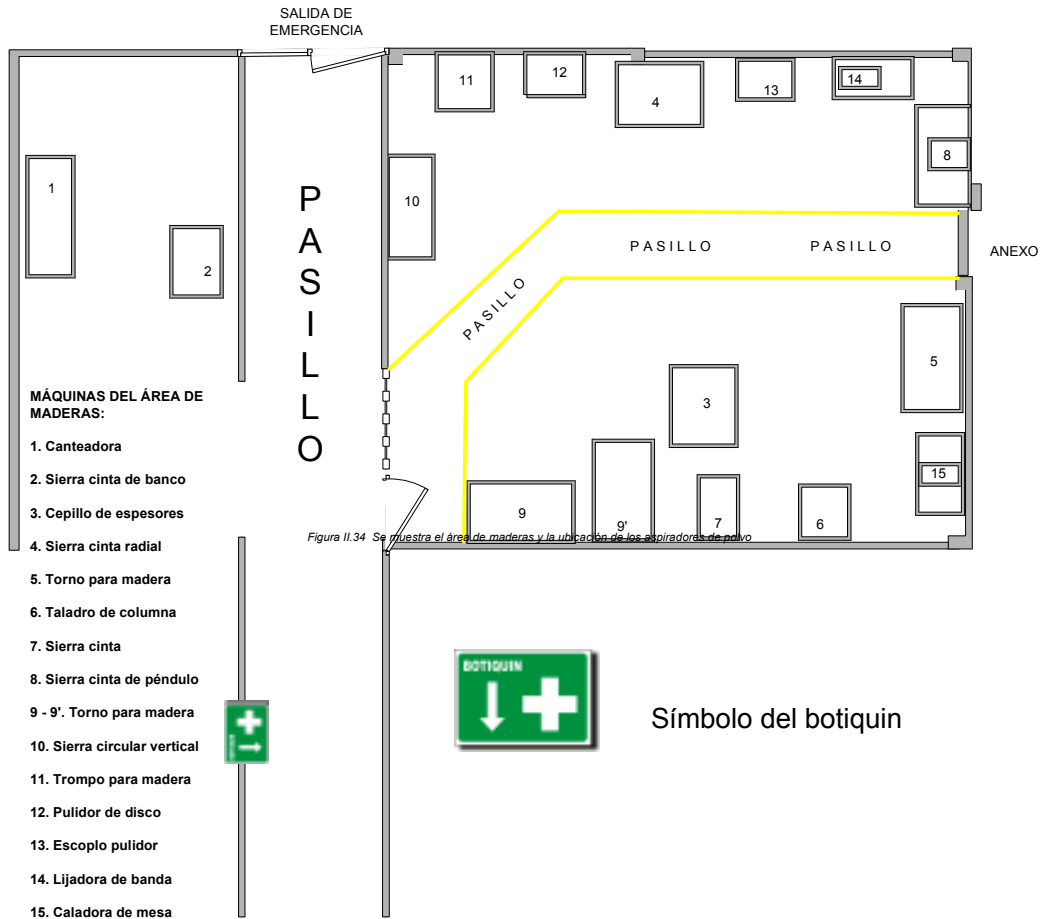 SALIDA DE
EMERGENCIA
11
12
4
13
14
8
1
10
2
PASILLO
PASILLO
PASILLO
PASILLO
ANEXO
5
3
15
9
9'
7
6
MÁQUINAS DEL ÁREA DE
MADERAS:
1. Canteadora
2. Sierra cinta de banco
3. Cepillo de espesores
4. Sierra cinta radial
5. Torno para madera
6. Taladro de columna
7. Sierra cinta
8. Sierra cinta de péndulo
9 - 9'. Torno para madera
10. Sierra circular vertical
11. Trompo para madera
12. Pulidor de disco
13. Escoplo pulidor
14. Lijadora de banda
15. Caladora de mesa
Figura II.34 Se muestra el área de maderas y la ubicación de los aspiradores de polvo
BOTIQUIN
BOTIQUIN
Símbolo del botiquin